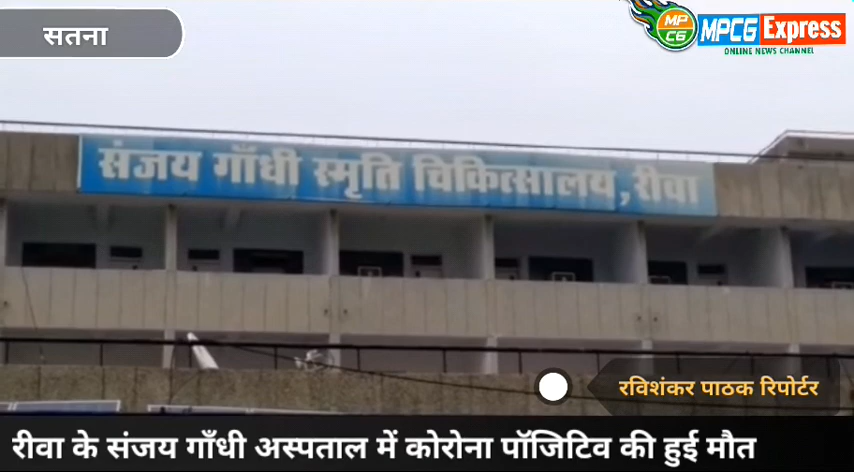 सतना
MP
CG
MPCG Express
ONLINE NEWS CHANNEL
संजय गाँधी स्मृति चिकित्सालय, रीवा
रविशंकर पाठक रिपोर्टर
रीवा के संजय गाँधी अस्पताल में कोरोना पॉजिटिव की हुई मौत